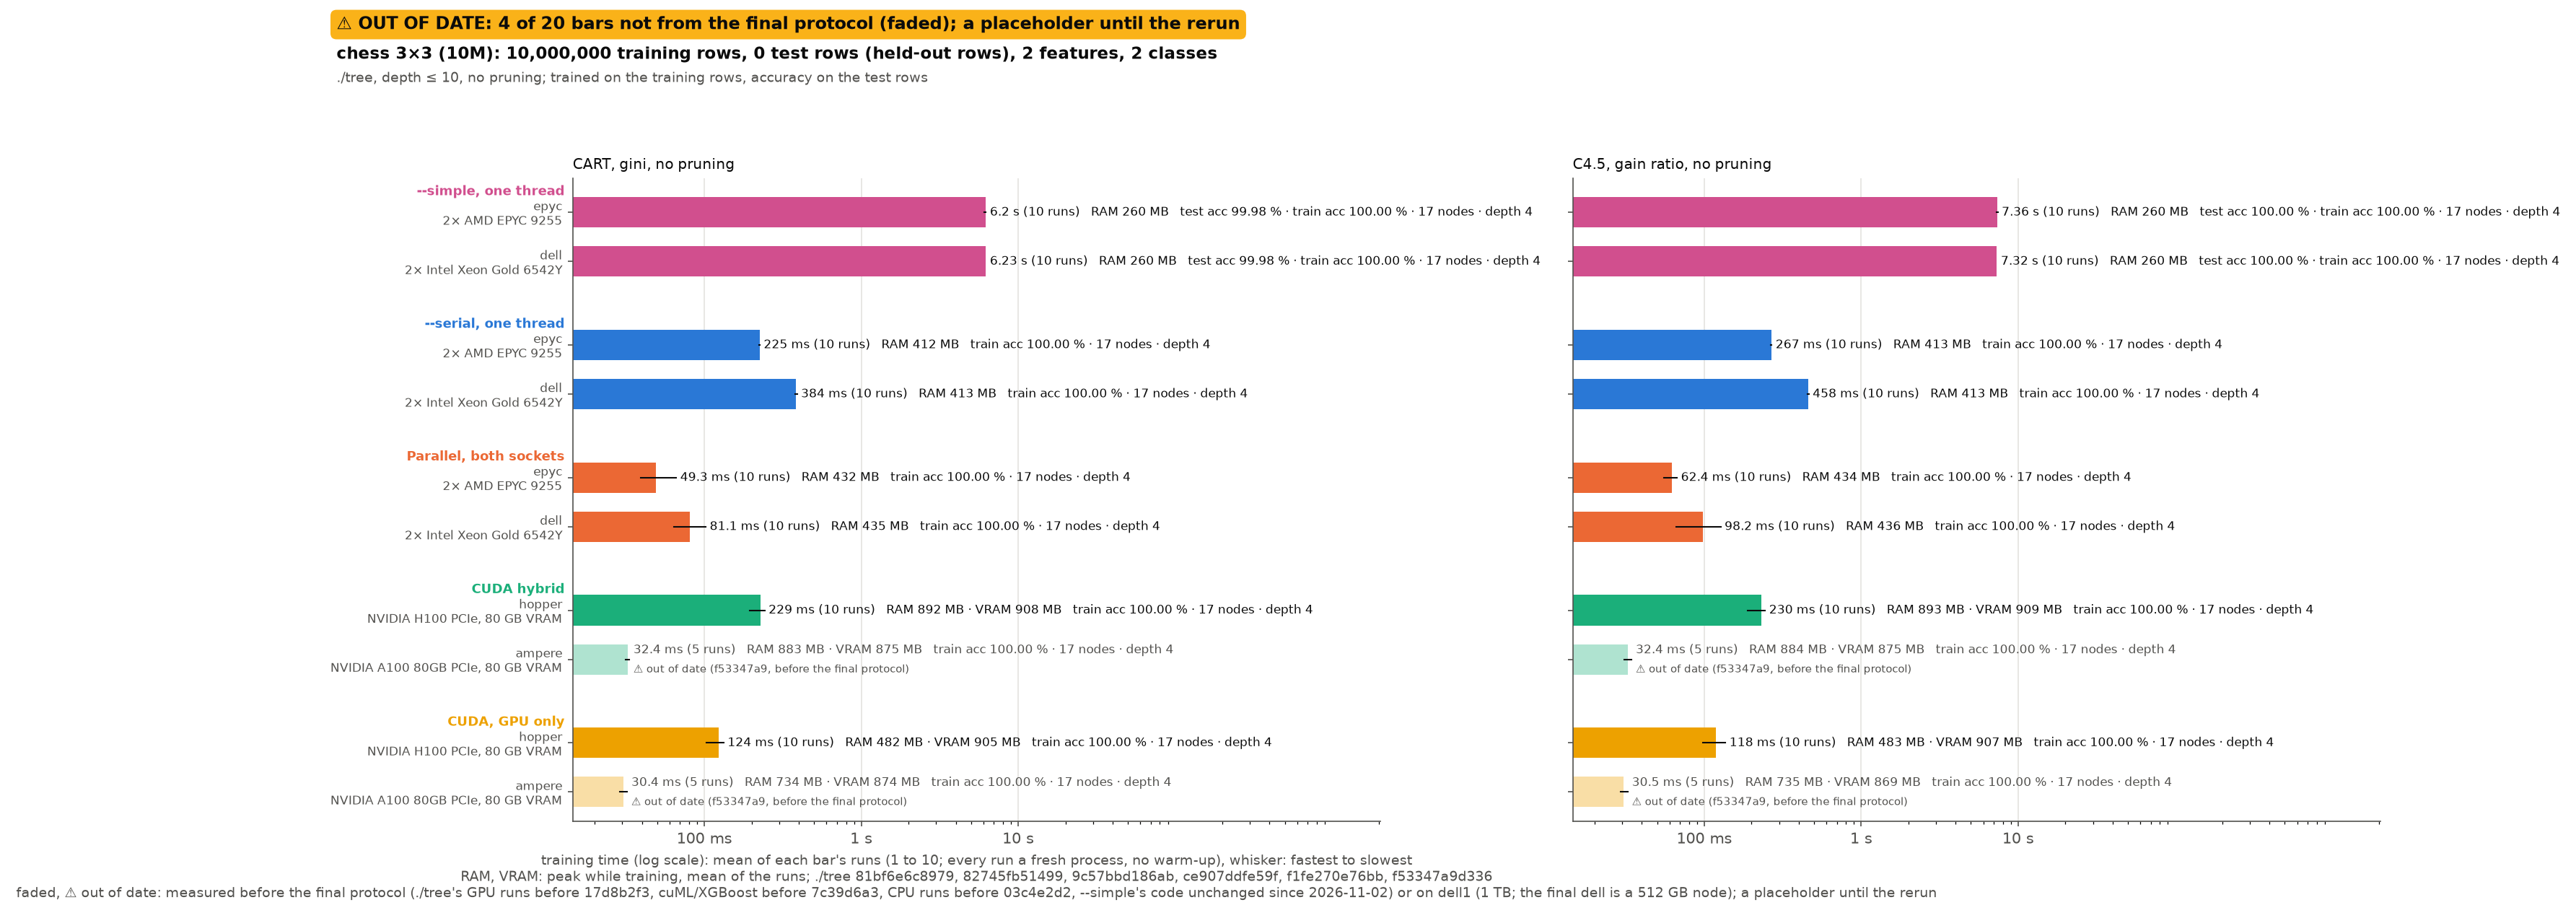 ⚠ OUT OF DATE: 4 of 20 bars not from the final protocol (faded); a placeholder until the rerun
chess 3×3 (10M): 10,000,000 training rows, 0 test rows (held-out rows), 2 features, 2 classes
./tree, depth ≤ 10, no pruning; trained on the training rows, accuracy on the test rows
CART, gini, no pruning
--simple, one thread
epyc
2× AMD EPYC 9255
6.2 s (10 runs)   RAM 260 MB   test acc 99.98 % · train acc 100.00 % · 17 nodes · depth 4
dell
2× Intel Xeon Gold 6542Y
6.23 s (10 runs)   RAM 260 MB   test acc 99.98 % · train acc 100.00 % · 17 nodes · depth 4
--serial, one thread
epyc
2× AMD EPYC 9255
225 ms (10 runs)   RAM 412 MB   train acc 100.00 % · 17 nodes · depth 4
dell
2× Intel Xeon Gold 6542Y
384 ms (10 runs)   RAM 413 MB   train acc 100.00 % · 17 nodes · depth 4
Parallel, both sockets
epyc
2× AMD EPYC 9255
49.3 ms (10 runs)   RAM 432 MB   train acc 100.00 % · 17 nodes · depth 4
dell
2× Intel Xeon Gold 6542Y
81.1 ms (10 runs)   RAM 435 MB   train acc 100.00 % · 17 nodes · depth 4
CUDA hybrid
hopper
NVIDIA H100 PCIe, 80 GB VRAM
229 ms (10 runs)   RAM 892 MB · VRAM 908 MB   train acc 100.00 % · 17 nodes · depth 4
ampere
NVIDIA A100 80GB PCIe, 80 GB VRAM
32.4 ms (5 runs)   RAM 883 MB · VRAM 875 MB   train acc 100.00 % · 17 nodes · depth 4
⚠ out of date (f53347a9, before the final protocol)
CUDA, GPU only
hopper
NVIDIA H100 PCIe, 80 GB VRAM
124 ms (10 runs)   RAM 482 MB · VRAM 905 MB   train acc 100.00 % · 17 nodes · depth 4
ampere
NVIDIA A100 80GB PCIe, 80 GB VRAM
30.4 ms (5 runs)   RAM 734 MB · VRAM 874 MB   train acc 100.00 % · 17 nodes · depth 4
⚠ out of date (f53347a9, before the final protocol)
100 ms   1 s   10 s
C4.5, gain ratio, no pruning
7.36 s (10 runs)   RAM 260 MB   test acc 100.00 % · train acc 100.00 % · 17 nodes · depth 4
7.32 s (10 runs)   RAM 260 MB   test acc 100.00 % · train acc 100.00 % · 17 nodes · depth 4
267 ms (10 runs)   RAM 413 MB   train acc 100.00 % · 17 nodes · depth 4
458 ms (10 runs)   RAM 413 MB   train acc 100.00 % · 17 nodes · depth 4
62.4 ms (10 runs)   RAM 434 MB   train acc 100.00 % · 17 nodes · depth 4
98.2 ms (10 runs)   RAM 436 MB   train acc 100.00 % · 17 nodes · depth 4
230 ms (10 runs)   RAM 893 MB · VRAM 909 MB   train acc 100.00 % · 17 nodes · depth 4
32.4 ms (5 runs)   RAM 884 MB · VRAM 875 MB   train acc 100.00 % · 17 nodes · depth 4
⚠ out of date (f53347a9, before the final protocol)
118 ms (10 runs)   RAM 483 MB · VRAM 907 MB   train acc 100.00 % · 17 nodes · depth 4
30.5 ms (5 runs)   RAM 735 MB · VRAM 869 MB   train acc 100.00 % · 17 nodes · depth 4
⚠ out of date (f53347a9, before the final protocol)
100 ms   1 s   10 s
training time (log scale): mean of each bar's runs (1 to 10; every run a fresh process, no warm-up), whisker: fastest to slowest
RAM, VRAM: peak while training, mean of the runs; ./tree 81bf6e6c8979, 82745fb51499, 9c57bbd186ab, ce907ddfe59f, f1fe270e76bb, f53347a9d336
faded, ⚠ out of date: measured before the final protocol (./tree's GPU runs before 17d8b2f3, cuML/XGBoost before 7c39d6a3, CPU runs before 03c4e2d2, --simple's code unchanged since 2026-11-02) or on dell1 (1 TB; the final dell is a 512 GB node); a placeholder until the rerun